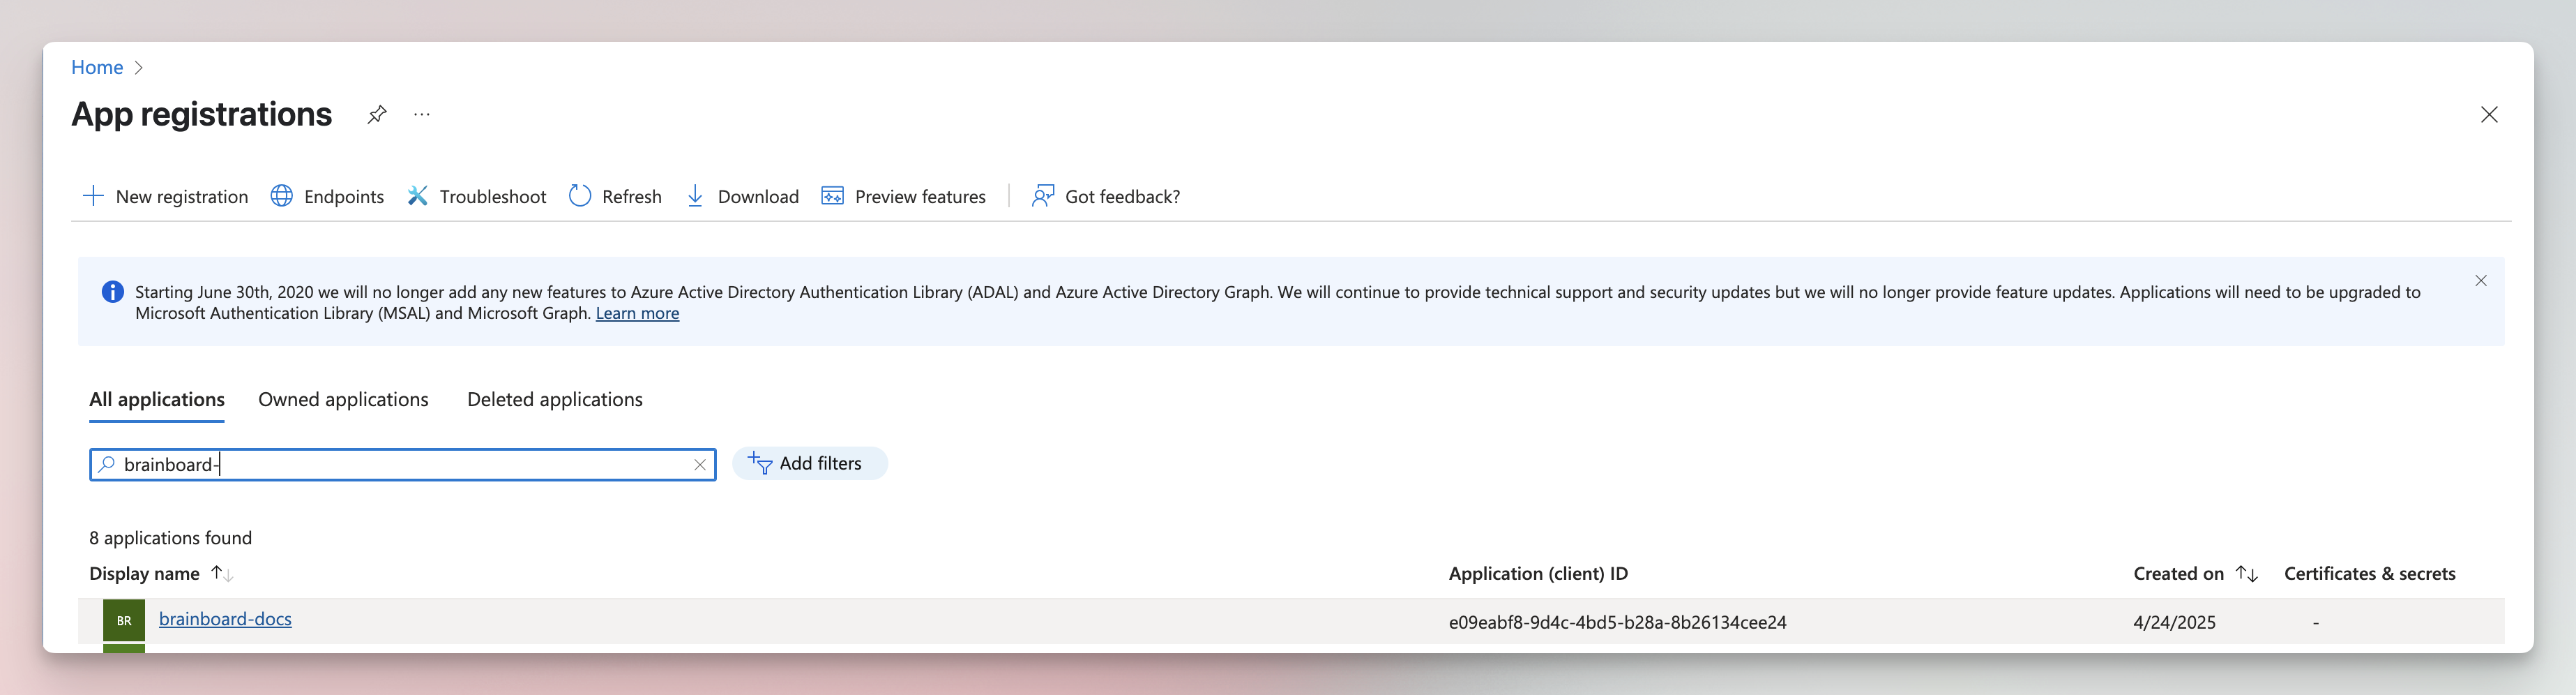 Home
App registrations
New registration Endpoints Troubleshoot Refresh Download Preview features Got feedback?
Starting June 30th, 2020 we will no longer add any new features to Azure Active Directory Authentication Library (ADAL) and Azure Active Directory Graph. We will continue to provide technical support and security updates but we will no longer provide feature updates. Applications will need to be upgraded to
Microsoft Authentication Library (MSAL) and Microsoft Graph. Learn more
All applications Owned applications Deleted applications
brainboard-
Add filters
8 applications found
Display name Application (client) ID Created on Certificates & secrets
BR brainboard-docs e09eabf8-9d4c-4bd5-b28a-8b26134cee24 4/24/2025 -